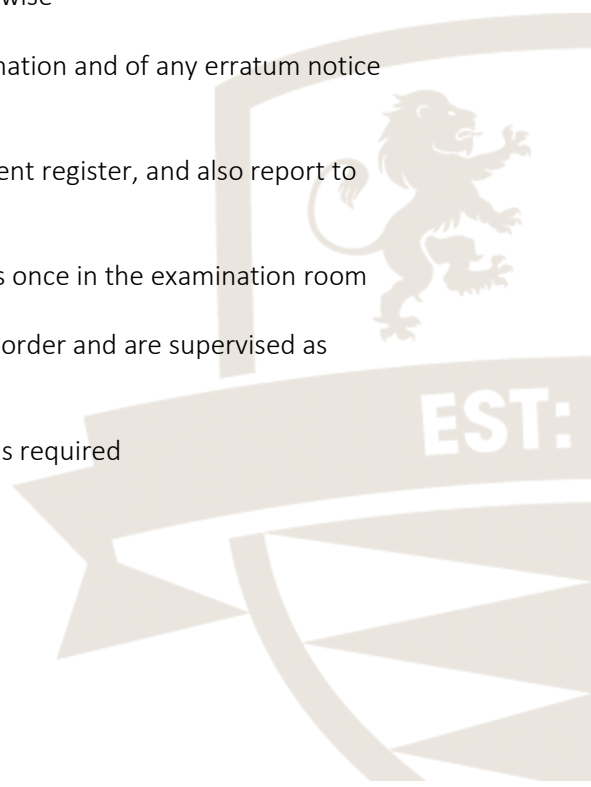 wise
nation and of any erratum notice
ent register, and also report to
s once in the examination room
order and are supervised as
s required
EST: